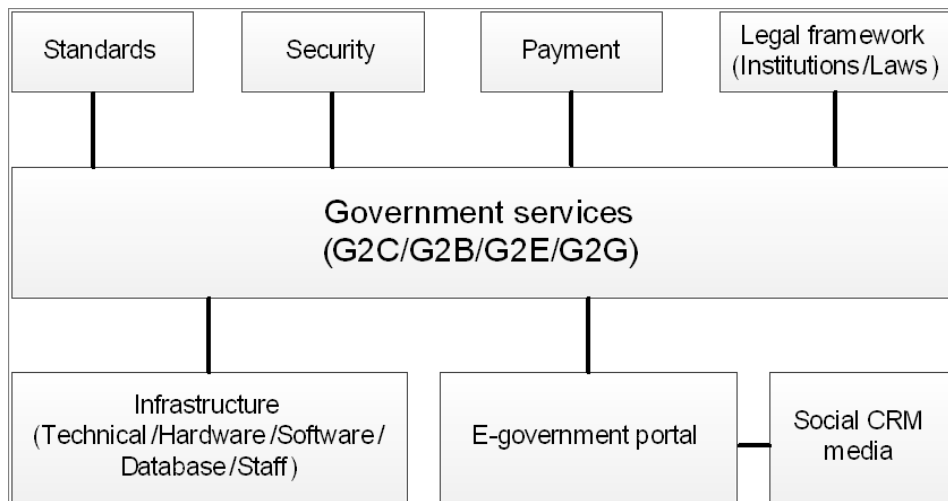 Standards
Security
Payment
Legal framework
(Institutions/Laws)
Government services
(G2C/G2B/G2E/G2G)
Infrastructure
(Technical/Hardware/Software/
Database/Staff)
E-government portal
Social CRM
media